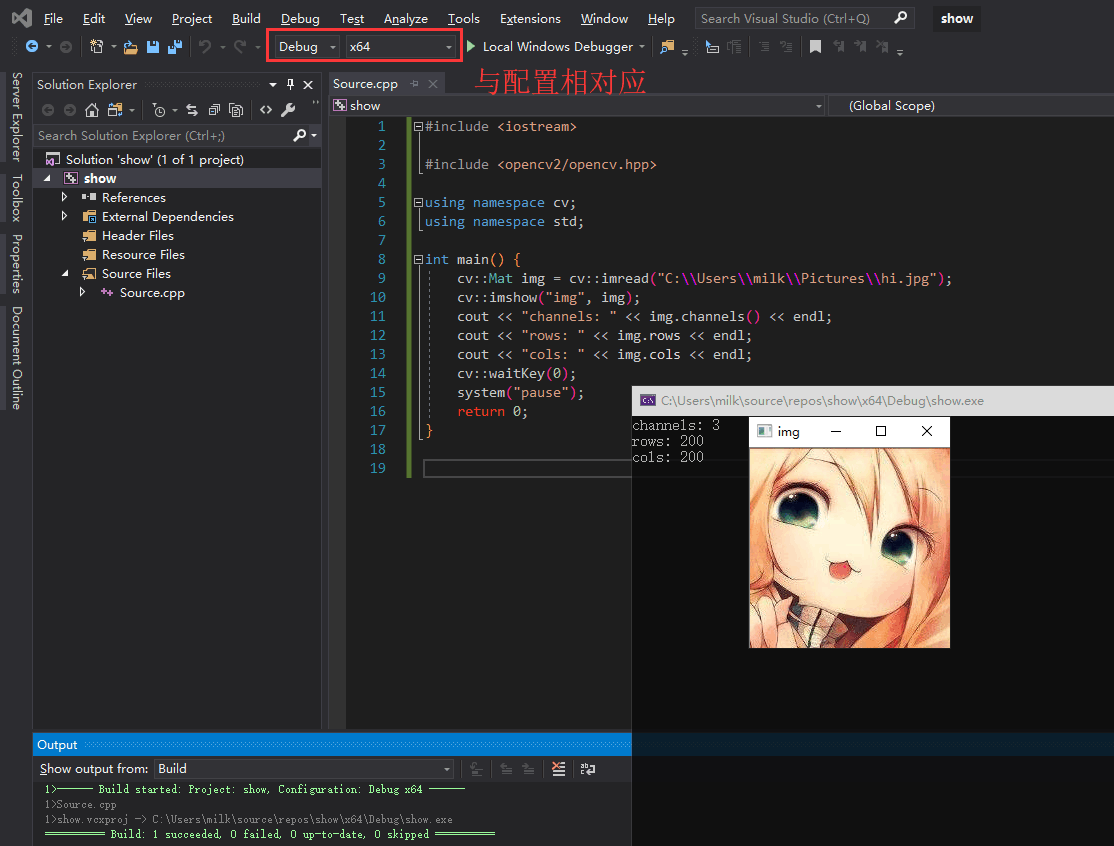 File Edit View Project Build Debug Test Analyze Tools Extensions Window Help Search Visual Studio (Ctrl+Q) show
Debug x64 Local Windows Debugger
与配置相对应
Server Explorer
Toolbox
Properties
Document Outline
Solution Explorer
Search Solution Explorer (Ctrl+;)
Solution 'show' (1 of 1 project)
show
References
External Dependencies
Header Files
Resource Files
Source Files
Source.cpp
Source.cpp
show (Global Scope)
1 #include <iostream>
2
3 #include <opencv2/opencv.hpp>
4
5 using namespace cv;
6 using namespace std;
7
8 int main() {
9 cv::Mat img = cv::imread("C:\\Users\\milk\\Pictures\\hi.jpg");
10 cv::imshow("img", img);
11 cout << "channels: " << img.channels() << endl;
12 cout << "rows: " << img.rows << endl;
13 cout << "cols: " << img.cols << endl;
14 cv::waitKey(0);
15 system("pause");
16 return 0;
17 }
18
19
C:\Users\milk\source\repos\show\x64\Debug\show.exe
channels: 3
rows: 200
cols: 200
img
Output
Show output from: Build
1>------ Build started: Project: show, Configuration: Debug x64 ------
1>Source.cpp
1>show.vcxproj -> C:\Users\milk\source\repos\show\x64\Debug\show.exe
========== Build: 1 succeeded, 0 failed, 0 up-to-date, 0 skipped ==========